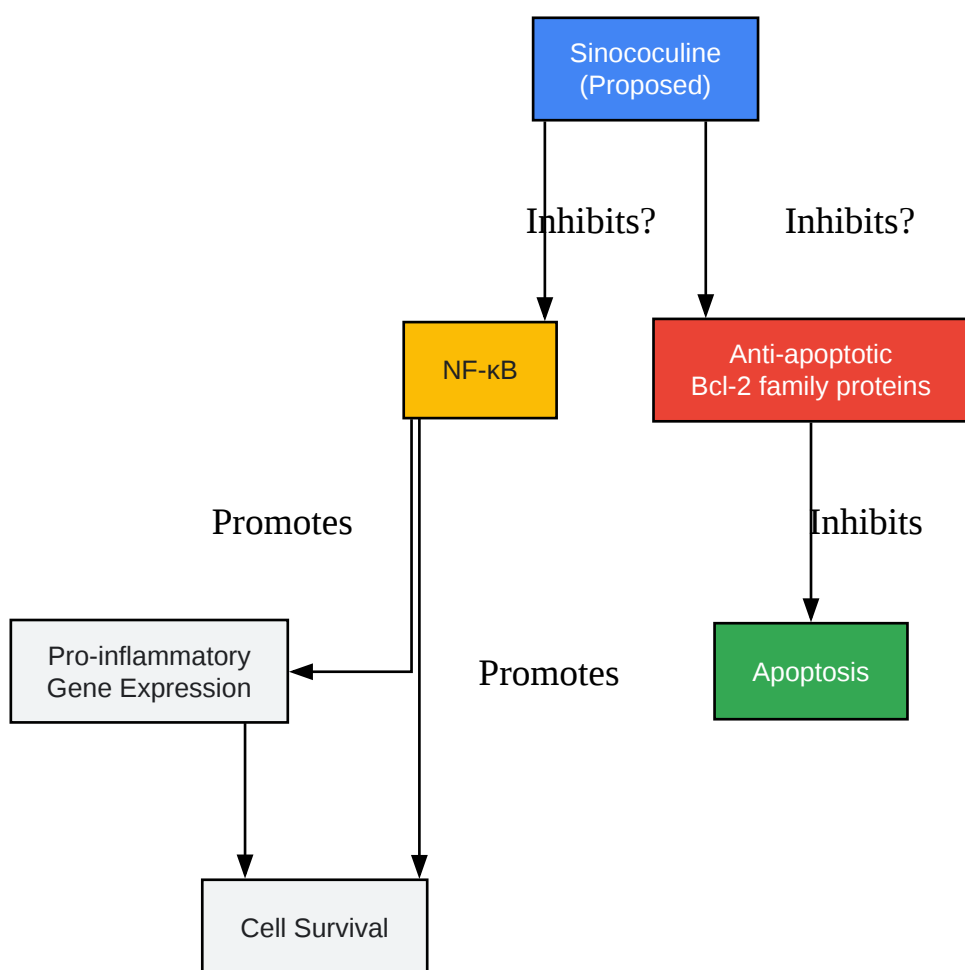 Sinococuline
(Proposed)
Inhibits?
Inhibits?
NF-κB
Anti-apoptotic
Bcl-2 family proteins
Promotes
Inhibits
Pro-inflammatory
Gene Expression
Promotes
Apoptosis
Cell Survival